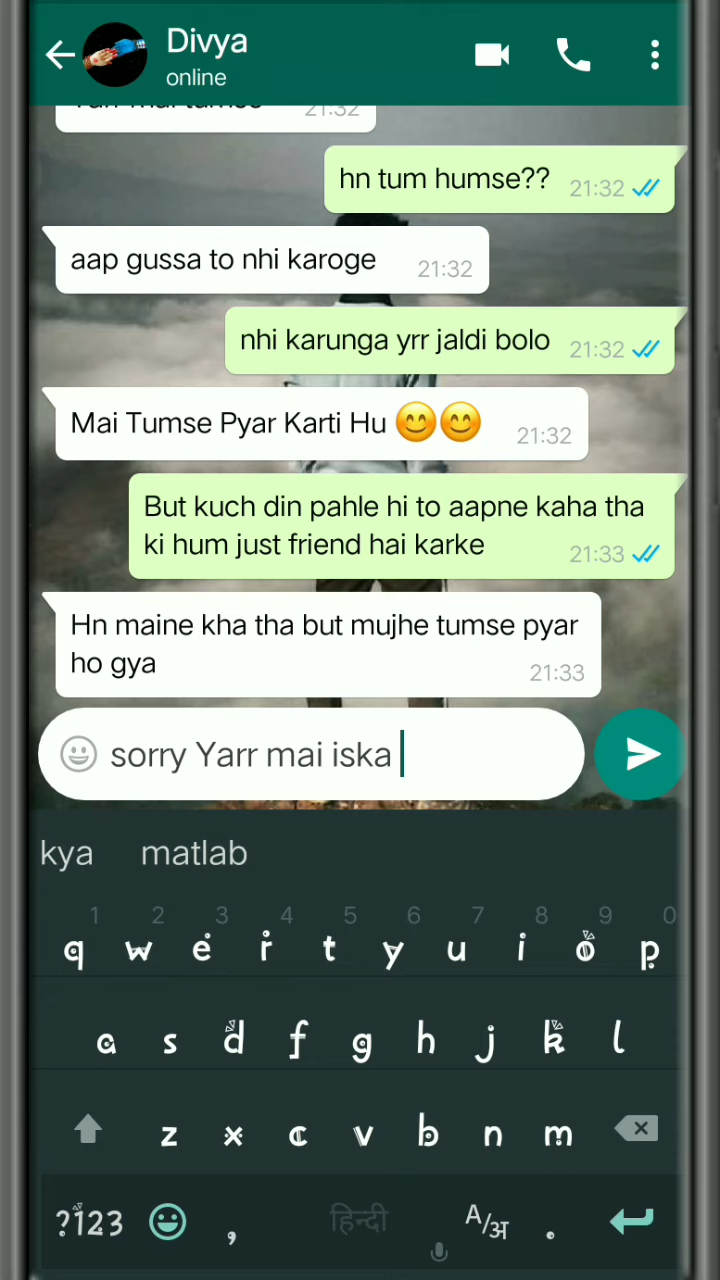 Divya
online
21:32
hn tum humse?? 21:32
aap gussa to nhi karoge 21:32
nhi karunga yrr jaldi bolo 21:32
Mai Tumse Pyar Karti Hu 😊😊 21:32
But kuch din pahle hi to aapne kaha tha
ki hum just friend hai karke 21:33
Hn maine kha tha but mujhe tumse pyar
ho gya 21:33
sorry Yarr mai iska
kya matlab
1 2 3 4 5 6 7 8 9 0
q w e r t y u i o p
a s d f g h j k l
z x c v b n m
?123 , हिन्दी A/अ .